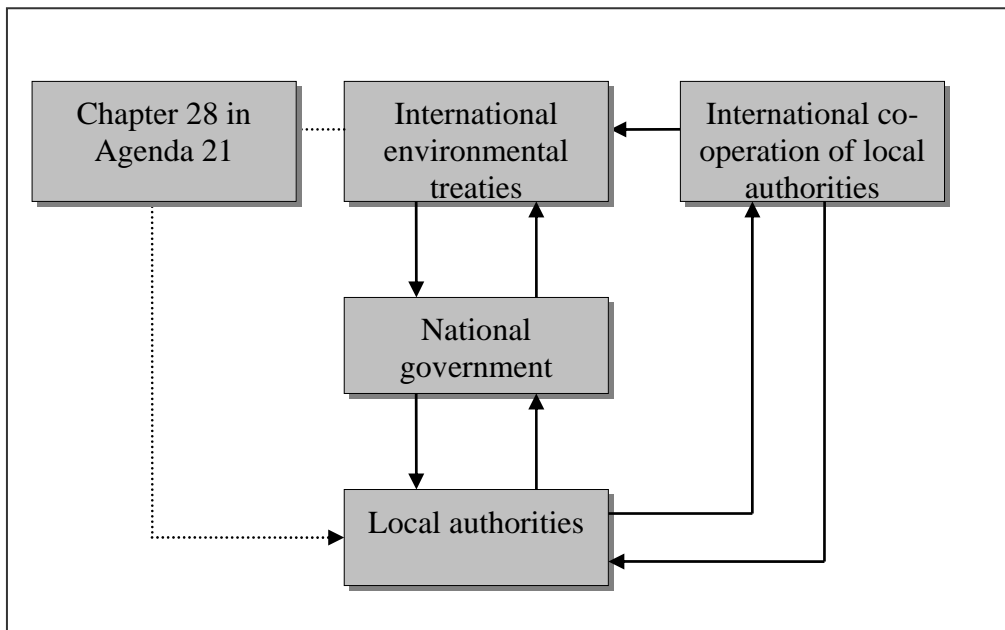 Chapter 28 in
Agenda 21
International
environmental
treaties
International co-
operation of local
authorities
National
government
Local authorities